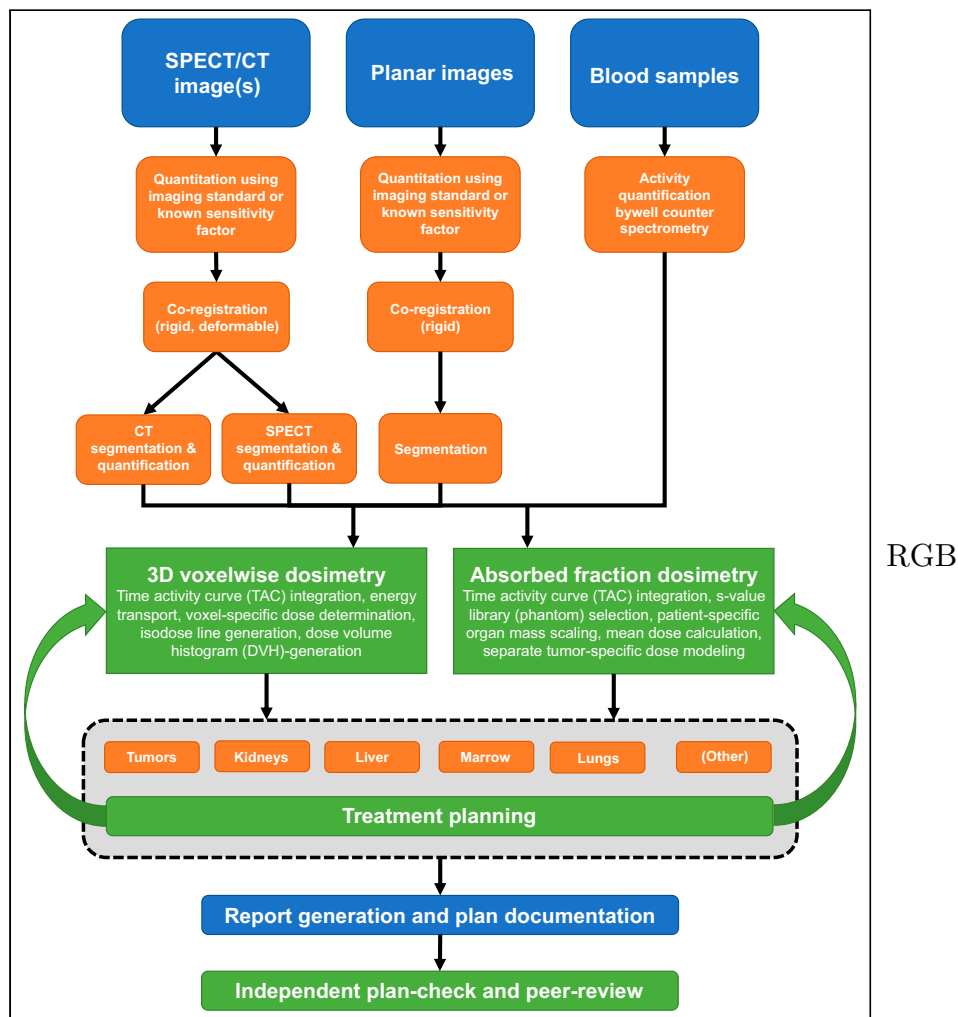 SPECT/CT
image(s)
Planar images
Blood samples
Quantitation using
imaging standard or
known sensitivity
factor
Quantitation using
imaging standard or
known sensitivity
factor
Activity
quantification
bywell counter
spectrometry
Co-registration
(rigid, deformable)
Co-registration
(rigid)
CT
segmentation &
quantification
SPECT
segmentation &
quantification
Segmentation
3D voxelwise dosimetry
Time activity curve (TAC) integration, energy
transport, voxel-specific dose determination,
isodose line generation, dose volume
histogram (DVH)-generation
Absorbed fraction dosimetry
Time activity curve (TAC) integration, s-value
library (phantom) selection, patient-specific
organ mass scaling, mean dose calculation,
separate tumor-specific dose modeling
RGB
Tumors
Kidneys
Liver
Marrow
Lungs
(Other)
Treatment planning
Report generation and plan documentation
Independent plan-check and peer-review